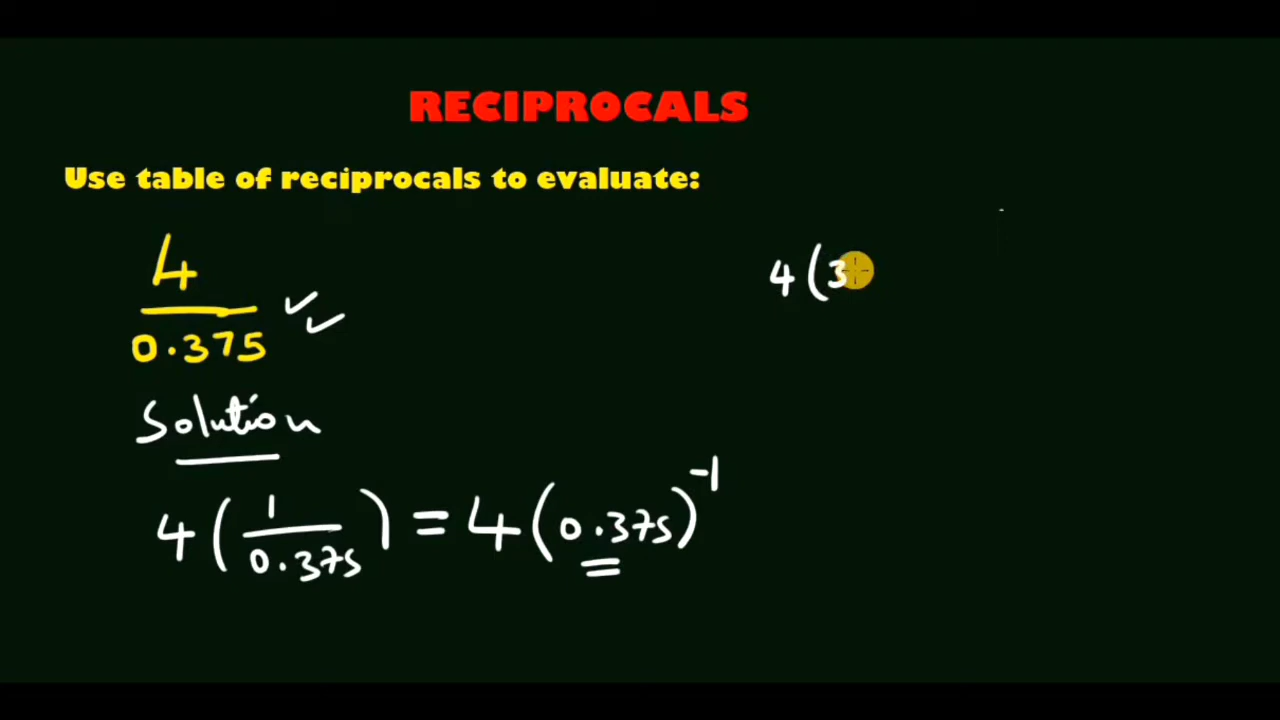 RECIPROCALS
Use table of reciprocals to evaluate:
4
0.375
4 (3
Solution
4 ( 1 / 0.375 ) = 4 (0.375)⁻¹